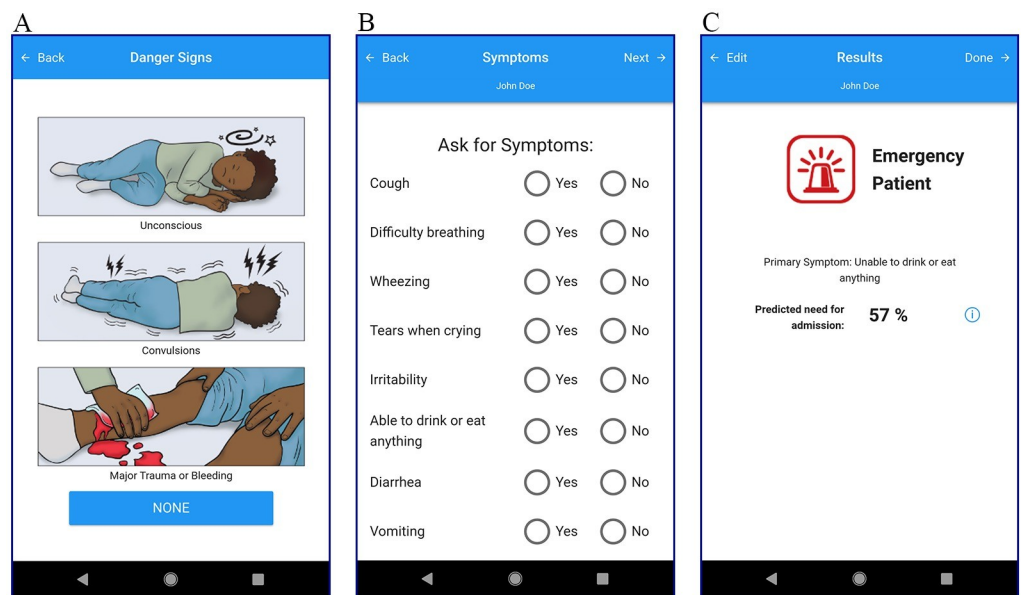 A
← Back Danger Signs
Unconscious
Convulsions
Major Trauma or Bleeding
NONE
B
← Back Symptoms Next →
John Doe
Ask for Symptoms:
Cough Yes No
Difficulty breathing Yes No
Wheezing Yes No
Tears when crying Yes No
Irritability Yes No
Able to drink or eat
anything Yes No
Diarrhea Yes No
Vomiting Yes No
C
← Edit Results Done →
John Doe
Emergency
Patient
Primary Symptom: Unable to drink or eat
anything
Predicted need for
admission: 57 %